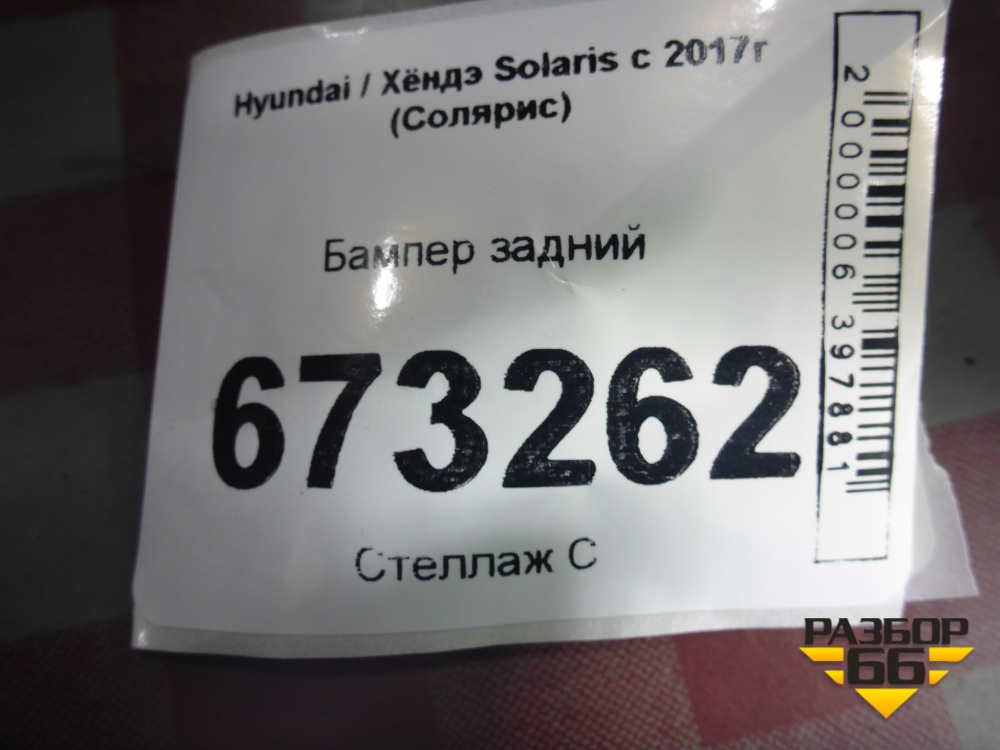 Hyundai / Хёндэ Solaris с 2017г
(Солярис)
Бампер задний
673262
Стеллаж С
2000006397881
РАЗБОР
66